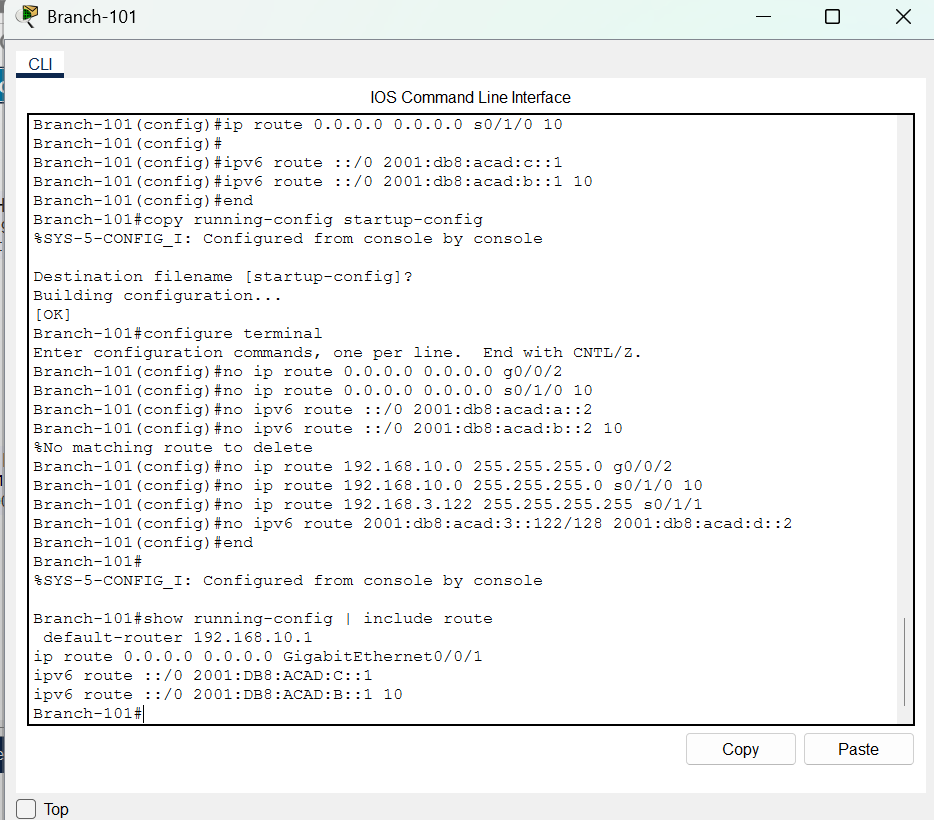 Branch-101
CLI
IOS Command Line Interface
Branch-101(config)#ip route 0.0.0.0 0.0.0.0 s0/1/0 10
Branch-101(config)#
Branch-101(config)#ipv6 route ::/0 2001:db8:acad:c::1
Branch-101(config)#ipv6 route ::/0 2001:db8:acad:b::1 10
Branch-101(config)#end
Branch-101#copy running-config startup-config
%SYS-5-CONFIG_I: Configured from console by console
Destination filename [startup-config]?
Building configuration...
[OK]
Branch-101#configure terminal
Enter configuration commands, one per line.  End with CNTL/Z.
Branch-101(config)#no ip route 0.0.0.0 0.0.0.0 g0/0/2
Branch-101(config)#no ip route 0.0.0.0 0.0.0.0 s0/1/0 10
Branch-101(config)#no ipv6 route ::/0 2001:db8:acad:a::2
Branch-101(config)#no ipv6 route ::/0 2001:db8:acad:b::2 10
%No matching route to delete
Branch-101(config)#no ip route 192.168.10.0 255.255.255.0 g0/0/2
Branch-101(config)#no ip route 192.168.10.0 255.255.255.0 s0/1/0 10
Branch-101(config)#no ip route 192.168.3.122 255.255.255.255 s0/1/1
Branch-101(config)#no ipv6 route 2001:db8:acad:3::122/128 2001:db8:acad:d::2
Branch-101(config)#end
Branch-101#
%SYS-5-CONFIG_I: Configured from console by console
Branch-101#show running-config | include route
 default-router 192.168.10.1
ip route 0.0.0.0 0.0.0.0 GigabitEthernet0/0/1
ipv6 route ::/0 2001:DB8:ACAD:C::1
ipv6 route ::/0 2001:DB8:ACAD:B::1 10
Branch-101#
Copy
Paste
Top